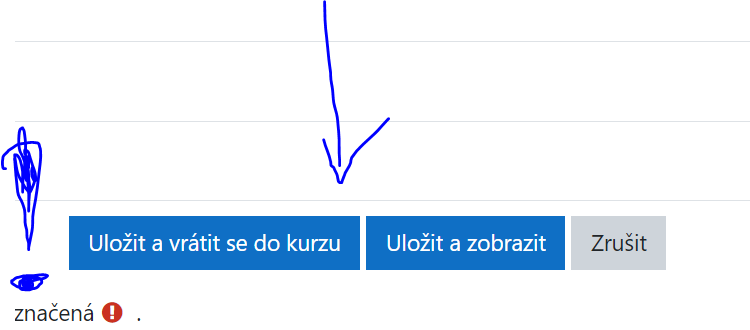 Uložit a vrátit se do kurzu Uložit a zobrazit Zrušit
značená .